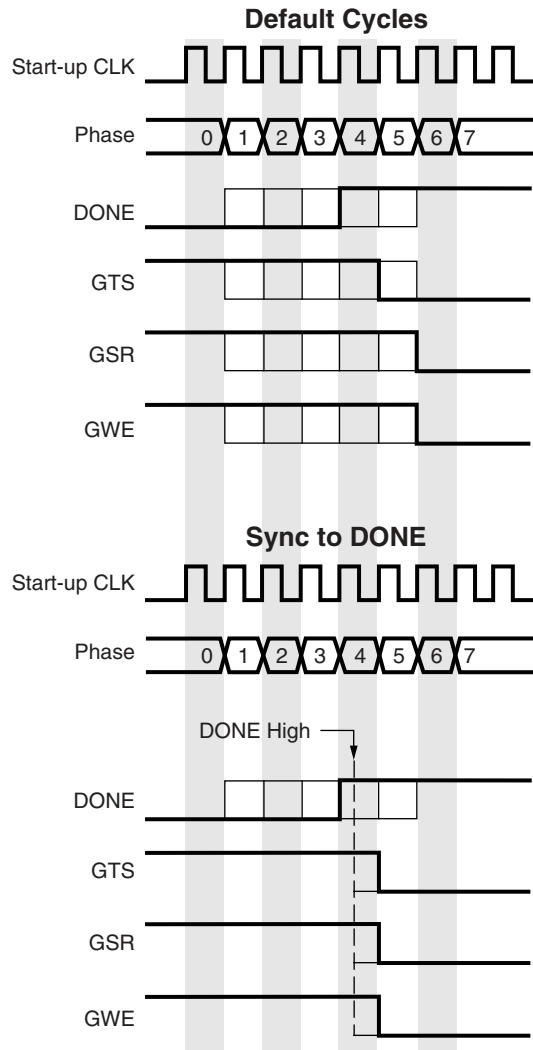 Default Cycles
Start-up CLK
Phase 0 1 2 3 4 5 6 7
DONE
GTS
GSR
GWE
Sync to DONE
Start-up CLK
Phase 0 1 2 3 4 5 6 7
DONE High
DONE
GTS
GSR
GWE